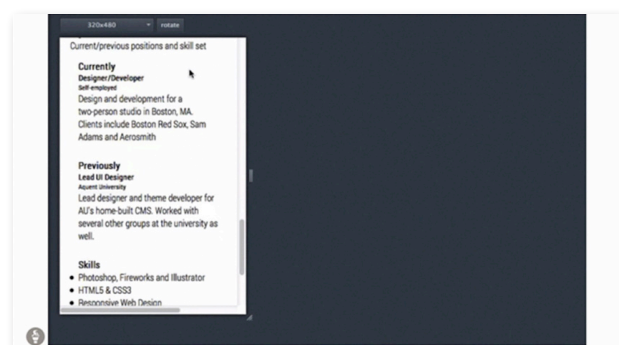 320x480 rotate
Current/previous positions and skill set
Currently
Designer/Developer
Self-employed
Design and development for a
two-person studio in Boston, MA.
Clients include Boston Red Sox, Sam
Adams and Aerosmith
Previously
Lead UI Designer
Aquent University
Lead designer and theme developer for
AU's home-built CMS. Worked with
several other groups at the university as
well.
Skills
Photoshop, Fireworks and Illustrator
HTML5 & CSS3
Responsive Web Design